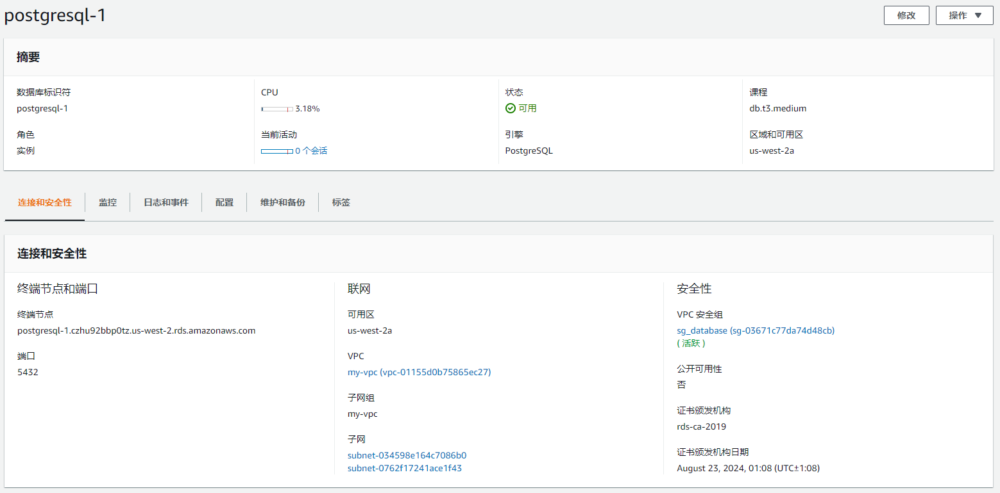 postgresql-1
修改
操作
摘要
数据库标识符
postgresql-1
角色
实例
CPU
3.18%
当前活动
0 个会话
状态
可用
引擎
PostgreSQL
课程
db.t3.medium
区域和可用区
us-west-2a
连接和安全性
监控
日志和事件
配置
维护和备份
标签
连接和安全性
终端节点和端口
终端节点
postgresql-1.czhu92bbp0tz.us-west-2.rds.amazonaws.com
端口
5432
联网
可用区
us-west-2a
VPC
my-vpc (vpc-01155d0b75865ec27)
子网组
my-vpc
子网
subnet-034598e164c7086b0
subnet-0762f17241ace1f43
安全性
VPC 安全组
sg_database (sg-03671c77da74d48cb)
( 活跃 )
公开可用性
否
证书颁发机构
rds-ca-2019
证书颁发机构日期
August 23, 2024, 01:08 (UTC±1:08)